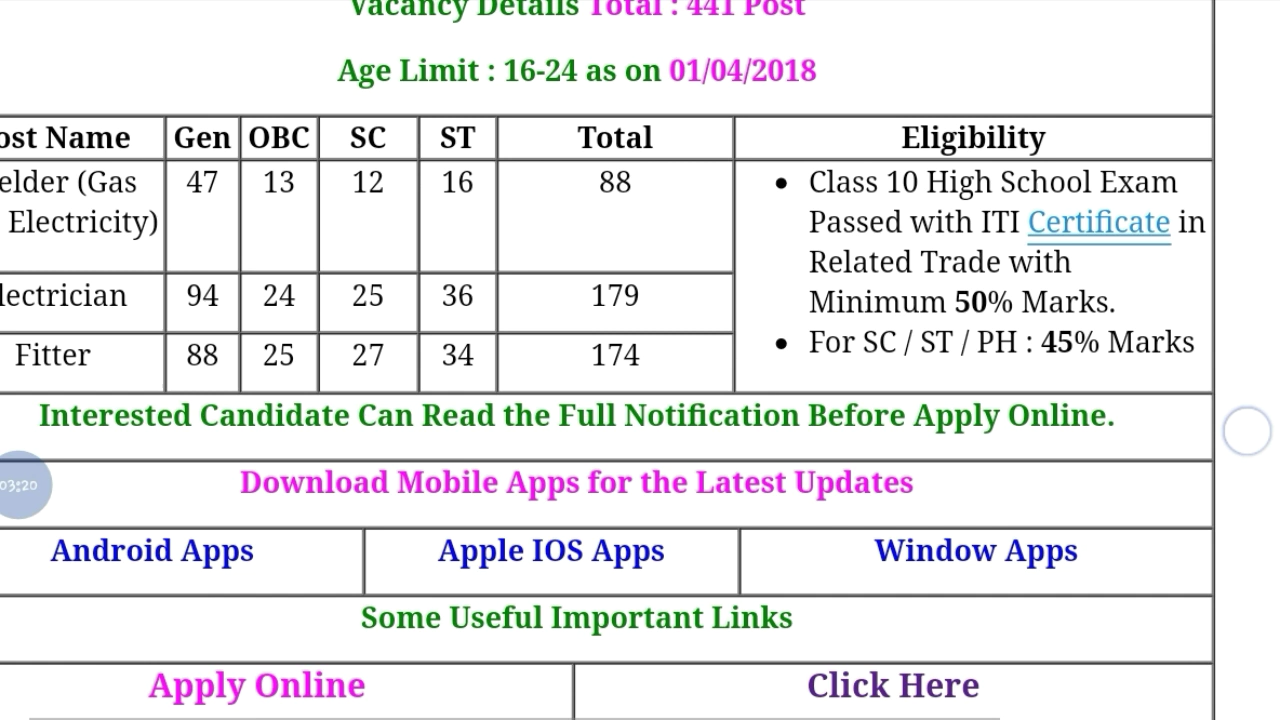 Vacancy Details Total : 441 Post
Age Limit : 16-24 as on 01/04/2018
ost Name Gen OBC SC ST Total Eligibility
elder (Gas 47 13 12 16 88
Electricity)
lectrician 94 24 25 36 179
Fitter 88 25 27 34 174
• Class 10 High School Exam
Passed with ITI Certificate in
Related Trade with
Minimum 50% Marks.
• For SC / ST / PH : 45% Marks
Interested Candidate Can Read the Full Notification Before Apply Online.
03:20
Download Mobile Apps for the Latest Updates
Android Apps Apple IOS Apps Window Apps
Some Useful Important Links
Apply Online Click Here